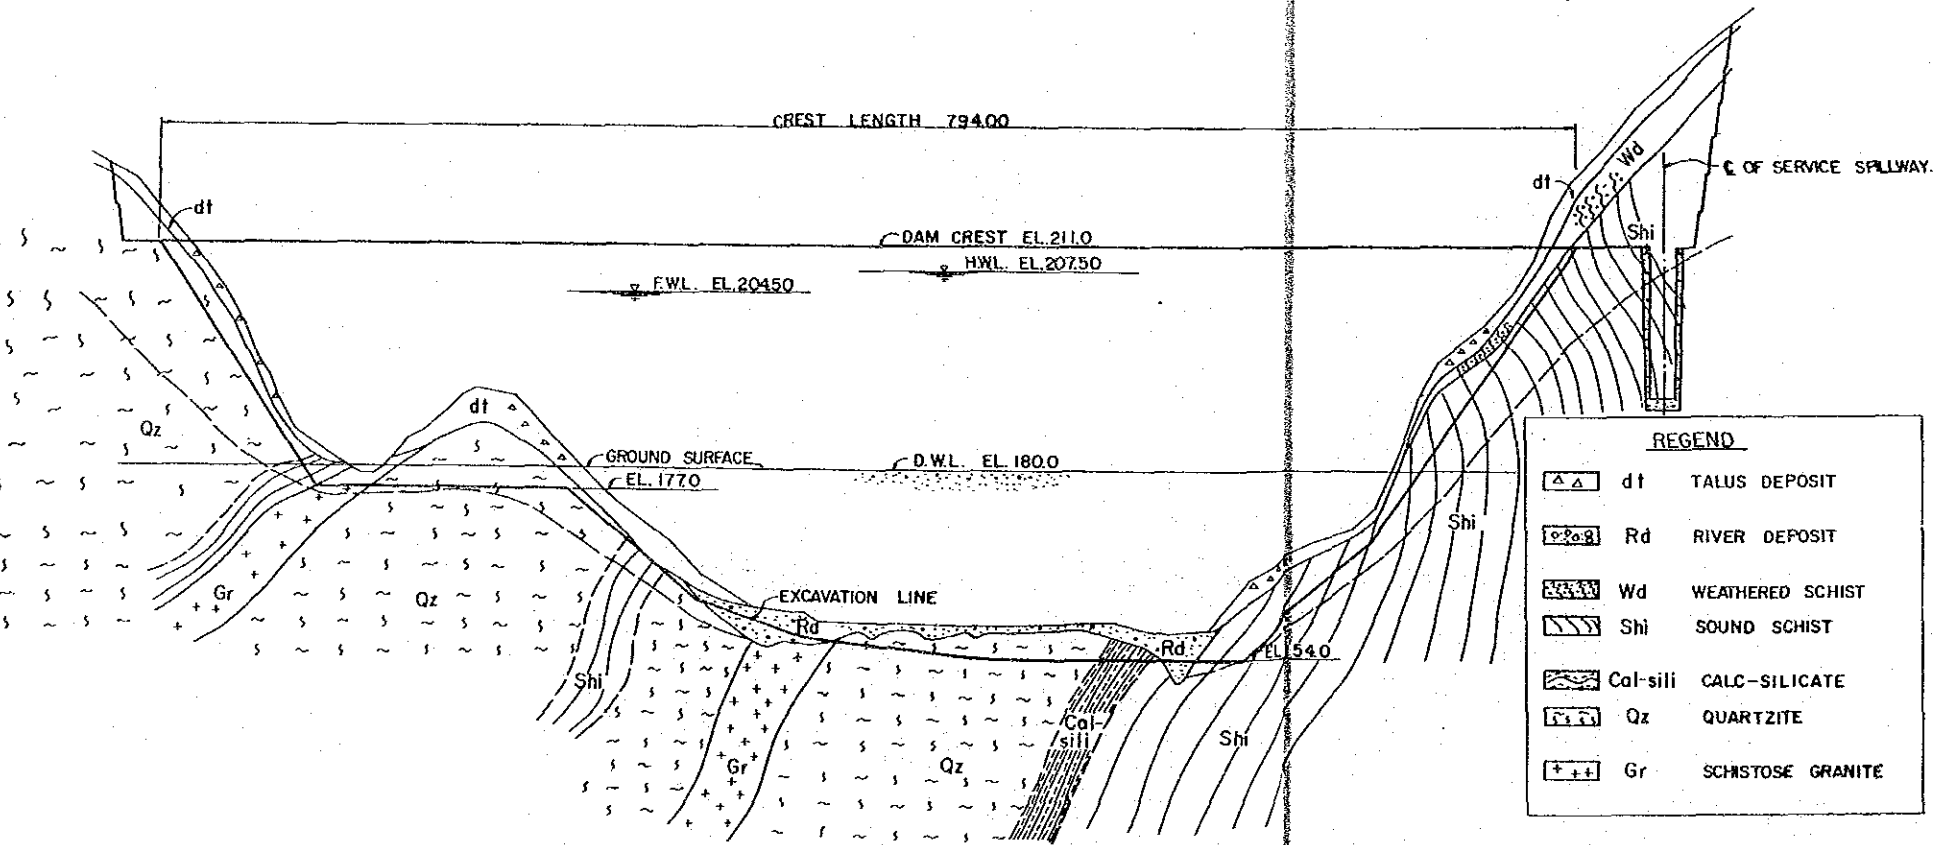 CREST LENGTH 794.00
Wd
℄ OF SERVICE SPILLWAY.
dt
dt
Shi
DAM CREST EL.211.0
H.W.L. EL.207.50
F.W.L. EL.204.50
dt
Qz
GROUND SURFACE
D.W.L. EL.180.0
EL.177.0
Shi
Gr
Qz
EXCAVATION LINE
Rd
Rd
EL.154.0
Shi
Cal-
sili
Shi
Gr
Qz
REGEND
dt TALUS DEPOSIT
Rd RIVER DEPOSIT
Wd WEATHERED SCHIST
Shi SOUND SCHIST
Cal-sili CALC-SILICATE
Qz QUARTZITE
Gr SCHISTOSE GRANITE